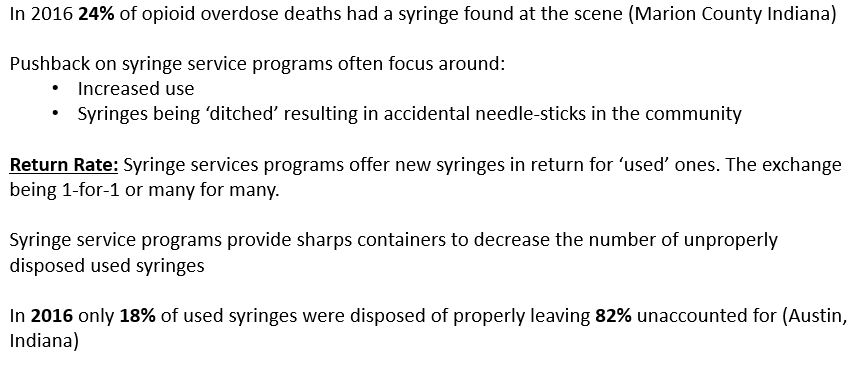 In 2016 24% of opioid overdose deaths had a syringe found at the scene (Marion County Indiana)
Pushback on syringe service programs often focus around:
• Increased use
• Syringes being ‘ditched’ resulting in accidental needle-sticks in the community
Return Rate: Syringe services programs offer new syringes in return for ‘used’ ones. The exchange
being 1-for-1 or many for many.
Syringe service programs provide sharps containers to decrease the number of unproperly
disposed used syringes
In 2016 only 18% of used syringes were disposed of properly leaving 82% unaccounted for (Austin,
Indiana)